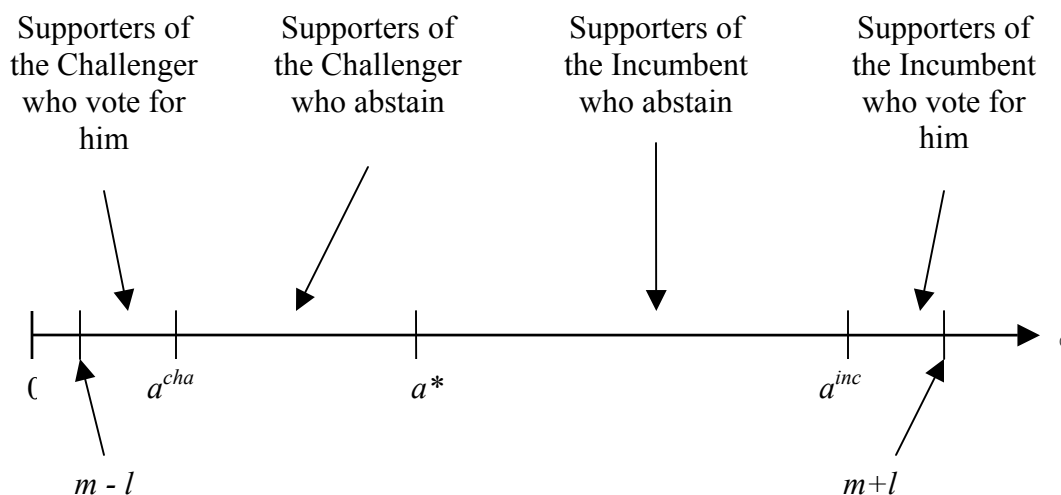 Supporters of
the Challenger
who vote for
him
Supporters of
the Challenger
who abstain
Supporters of
the Incumbent
who abstain
Supporters of
the Incumbent
who vote for
him
0
a^{cha}
a*
a^{inc}
m - l
m+l